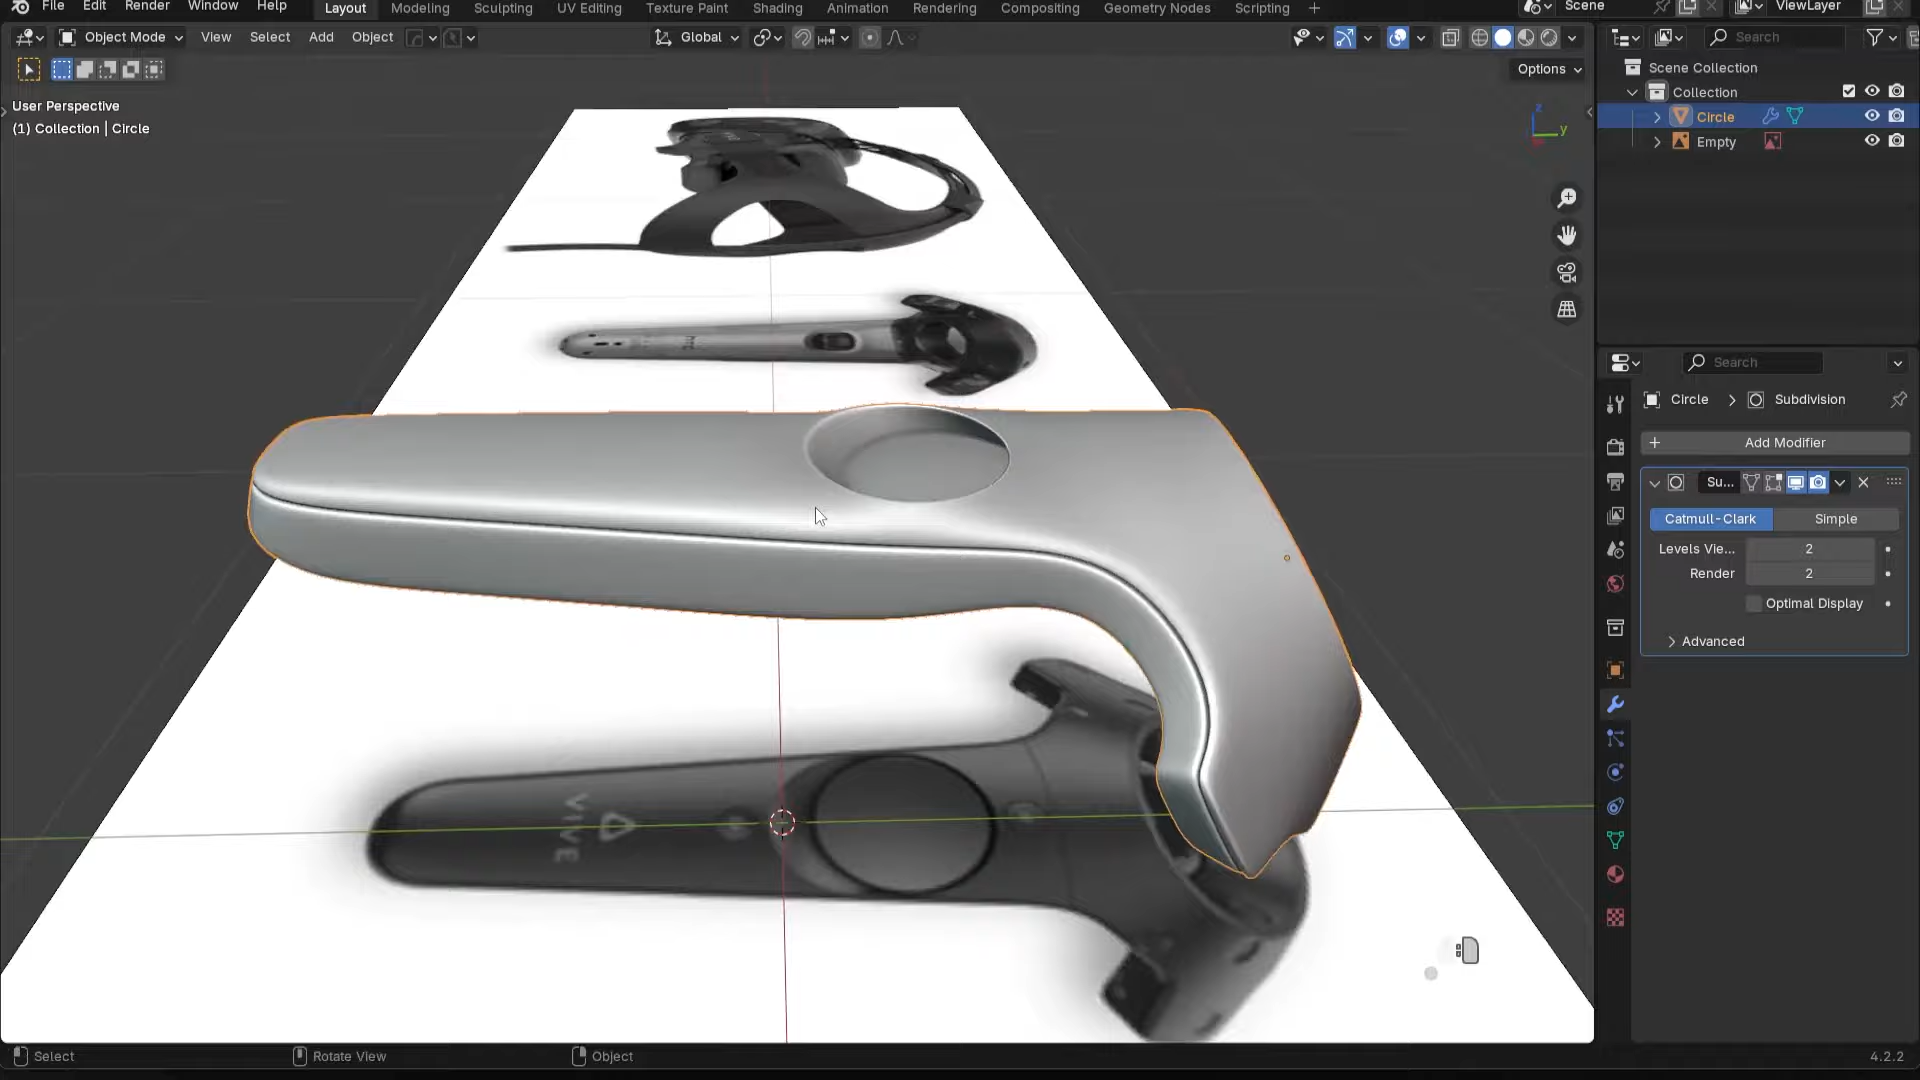 File Edit Render Window Help Layout Modeling Sculpting UV Editing Texture Paint Shading Animation Rendering Compositing Geometry Nodes Scripting Scene ViewLayer
Object Mode View Select Add Object Global Search
Options
User Perspective
(1) Collection | Circle
Scene Collection
Collection
Circle
Empty
z
y
Search
Circle Subdivision
Add Modifier
Su...
Catmull-Clark Simple
Levels Vie... 2
Render 2
Optimal Display
Advanced
VIVE
Select Rotate View Object 4.2.2